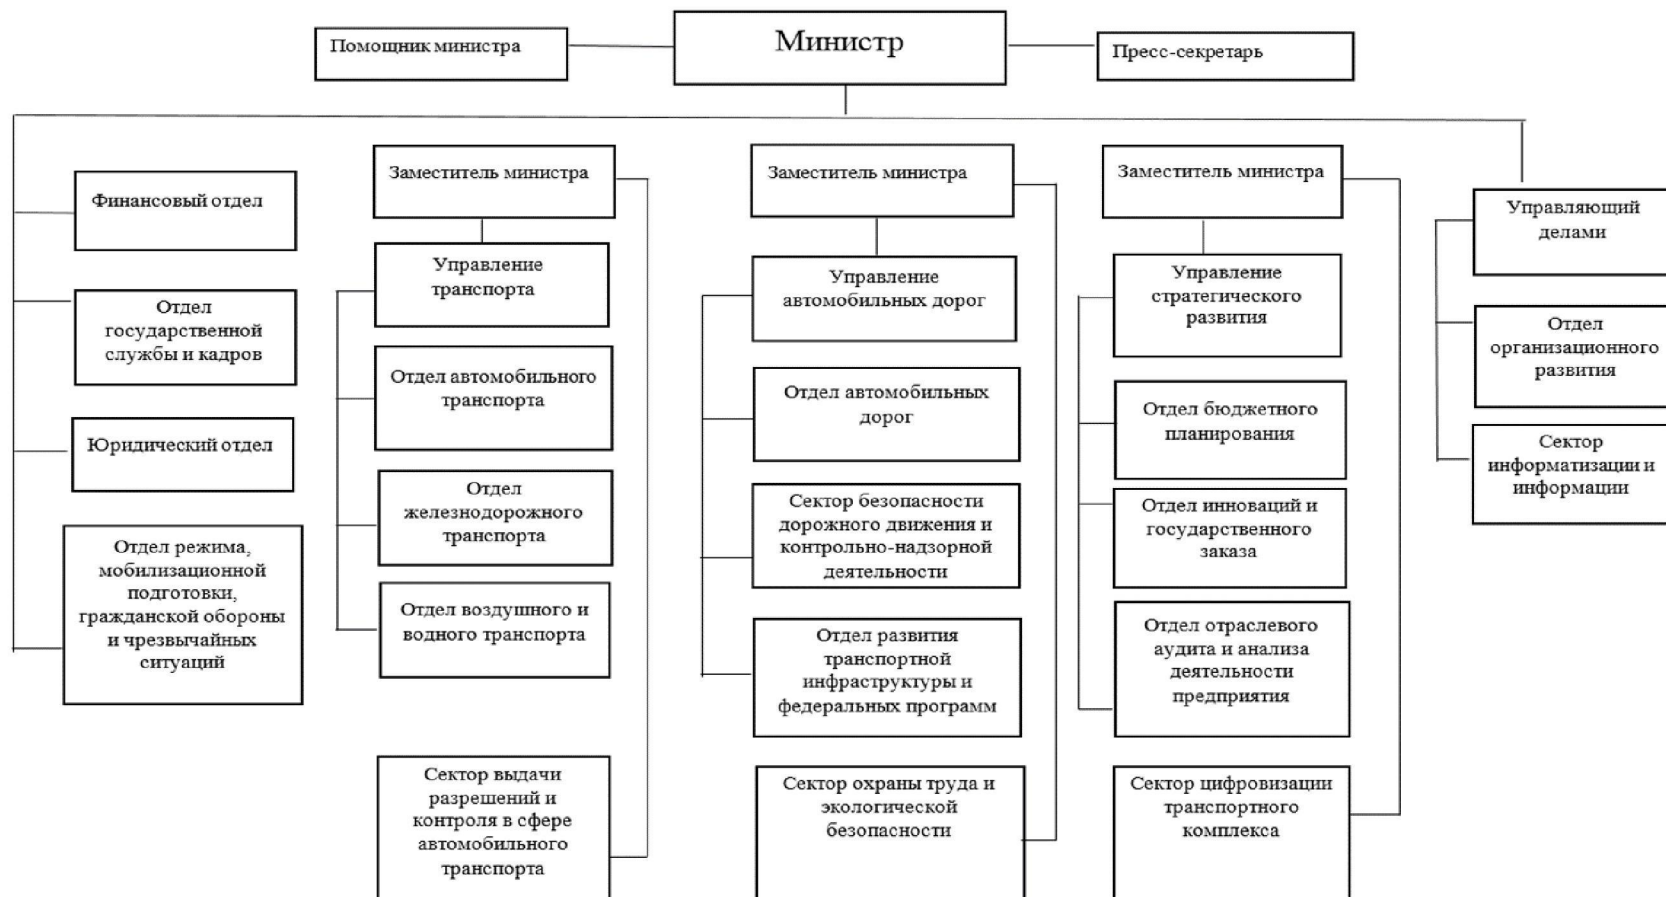 Помощник министра
Министр
Пресс-секретарь
Финансовый отдел
Отдел
государственной
службы и кадров
Юридический отдел
Отдел режима,
мобилизационной
подготовки,
гражданской обороны
и чрезвычайных
ситуаций
Заместитель министра
Управление
транспорта
Отдел автомобильного
транспорта
Отдел
железнодорожного
транспорта
Отдел воздушного и
водного транспорта
Сектор выдачи
разрешений и
контроля в сфере
автомобильного
транспорта
Заместитель министра
Управление
автомобильных дорог
Отдел автомобильных
дорог
Сектор безопасности
дорожного движения и
контрольно-надзорной
деятельности
Отдел развития
транспортной
инфраструктуры и
федеральных программ
Сектор охраны труда и
экологической
безопасности
Заместитель министра
Управление
стратегического
развития
Отдел бюджетного
планирования
Отдел инноваций и
государственного
заказа
Отдел отраслевого
аудита и анализа
деятельности
предприятия
Сектор цифровизации
транспортного
комплекса
Управляющий
делами
Отдел
организационного
развития
Сектор
информатизации и
информации